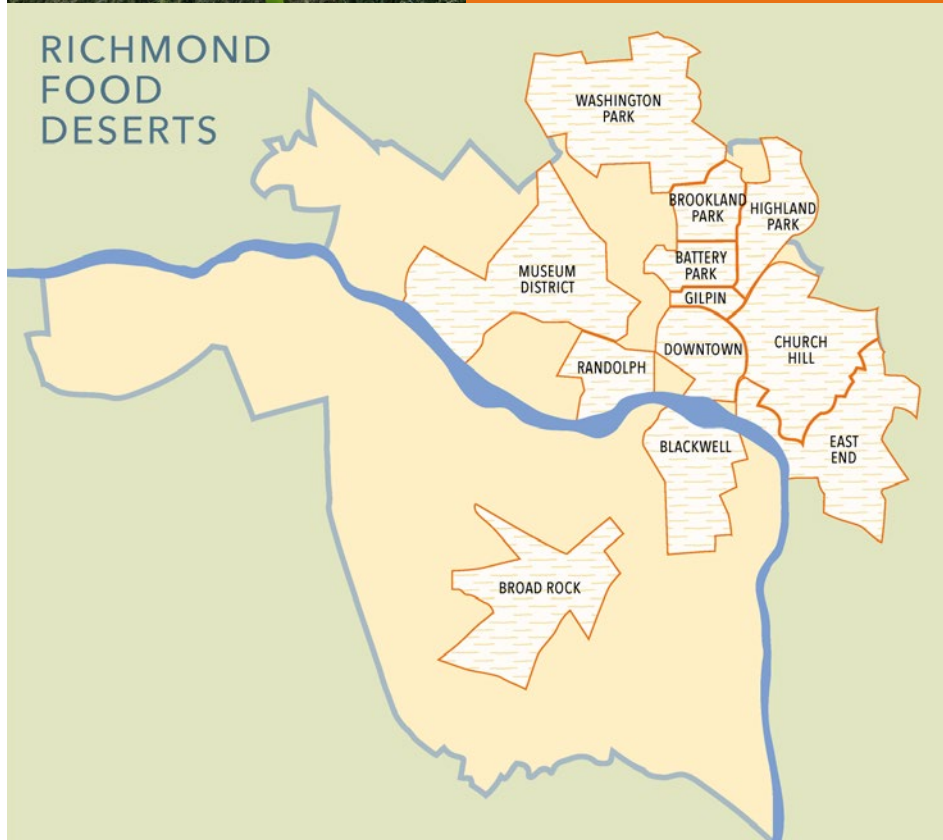 RICHMOND
FOOD
DESERTS
WASHINGTON
PARK
BROOKLAND
PARK
HIGHLAND
PARK
BATTERY
PARK
MUSEUM
DISTRICT
GILPIN
DOWNTOWN
CHURCH
HILL
RANDOLPH
BLACKWELL
EAST
END
BROAD ROCK